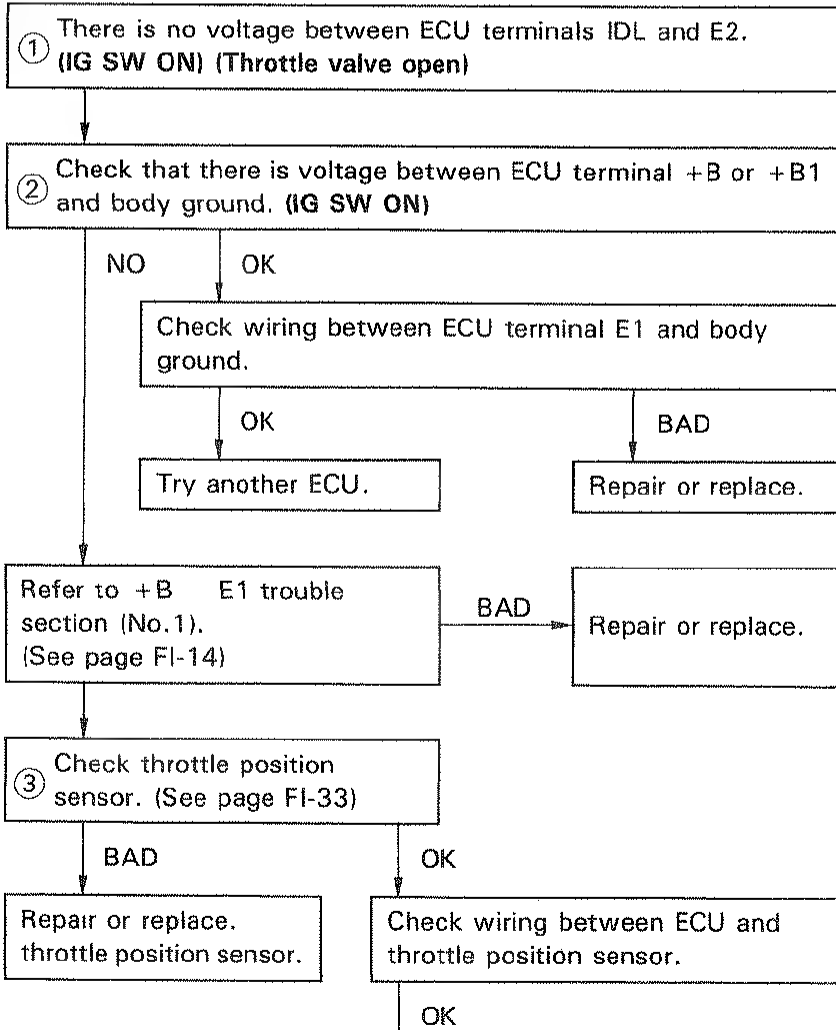 ① There is no voltage between ECU terminals IDL and E2.
(IG SW ON) (Throttle valve open)
② Check that there is voltage between ECU terminal +B or +B1
and body ground. (IG SW ON)
NO
OK
Check wiring between ECU terminal E1 and body
ground.
OK
BAD
Try another ECU.
Repair or replace.
Refer to +B E1 trouble
section (No.1).
(See page FI-14)
BAD
Repair or replace.
③ Check throttle position
sensor. (See page FI-33)
BAD
OK
Repair or replace.
throttle position sensor.
Check wiring between ECU and
throttle position sensor.
OK